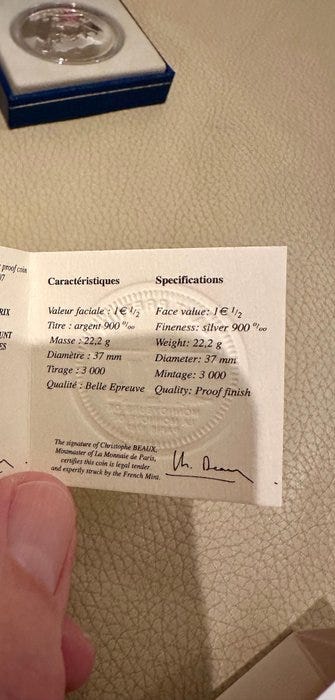 proof coin
Caractéristiques Specifications
Valeur faciale : 1€ 1/2 Face value: 1€ 1/2
Titre : argent 900 °/oo Fineness: silver 900 °/oo
Masse : 22,2 g Weight: 22,2 g
Diamètre : 37 mm Diameter: 37 mm
Tirage : 3 000 Mintage: 3 000
Qualité : Belle Epreuve Quality: Proof finish
The signature of Christophe BEAUX,
Mintmaster of La Monnaie de Paris,
certifies this coin is legal tender
and expertly struck by the French Mint.